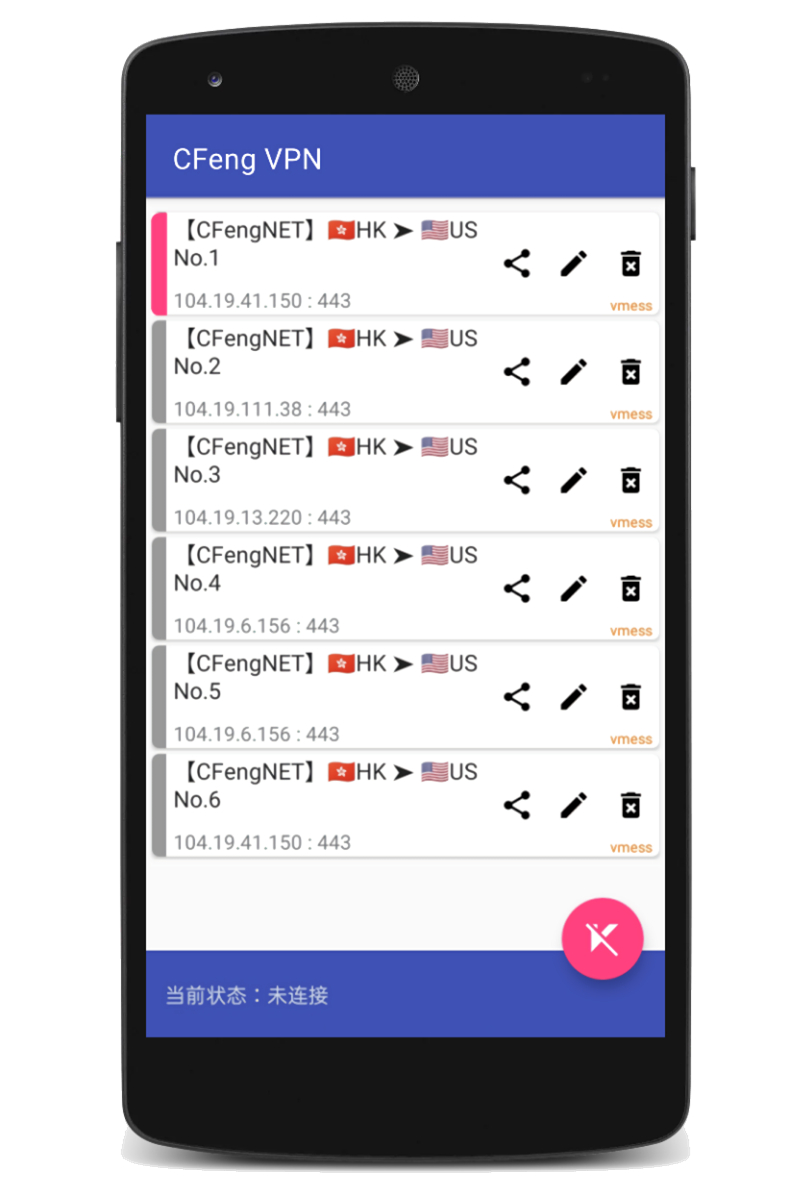 CFeng VPN
【CFengNET】🇭🇰HK ➤ 🇺🇸US
No.1
104.19.41.150 : 443
vmess
【CFengNET】🇭🇰HK ➤ 🇺🇸US
No.2
104.19.111.38 : 443
vmess
【CFengNET】🇭🇰HK ➤ 🇺🇸US
No.3
104.19.13.220 : 443
vmess
【CFengNET】🇭🇰HK ➤ 🇺🇸US
No.4
104.19.6.156 : 443
vmess
【CFengNET】🇭🇰HK ➤ 🇺🇸US
No.5
104.19.6.156 : 443
vmess
【CFengNET】🇭🇰HK ➤ 🇺🇸US
No.6
104.19.41.150 : 443
vmess
当前状态：未连接